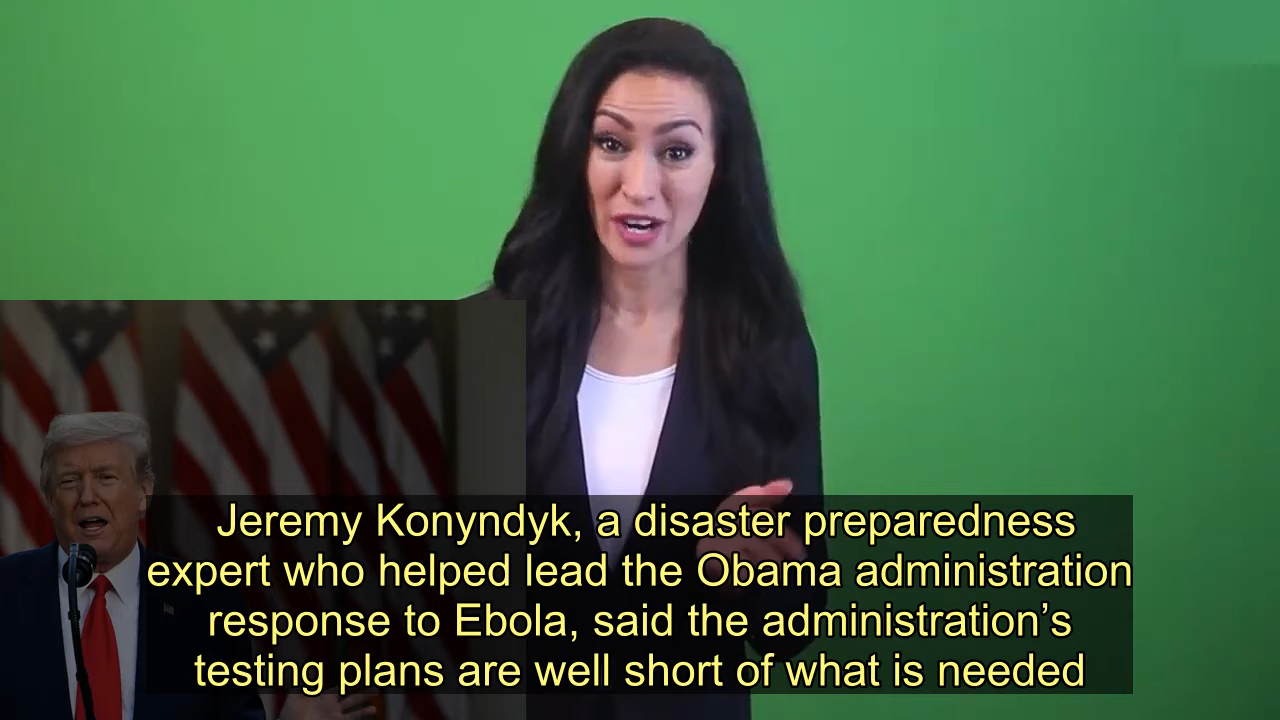 Jeremy Konyndyk, a disaster preparedness
expert who helped lead the Obama administration
response to Ebola, said the administration’s
testing plans are well short of what is needed